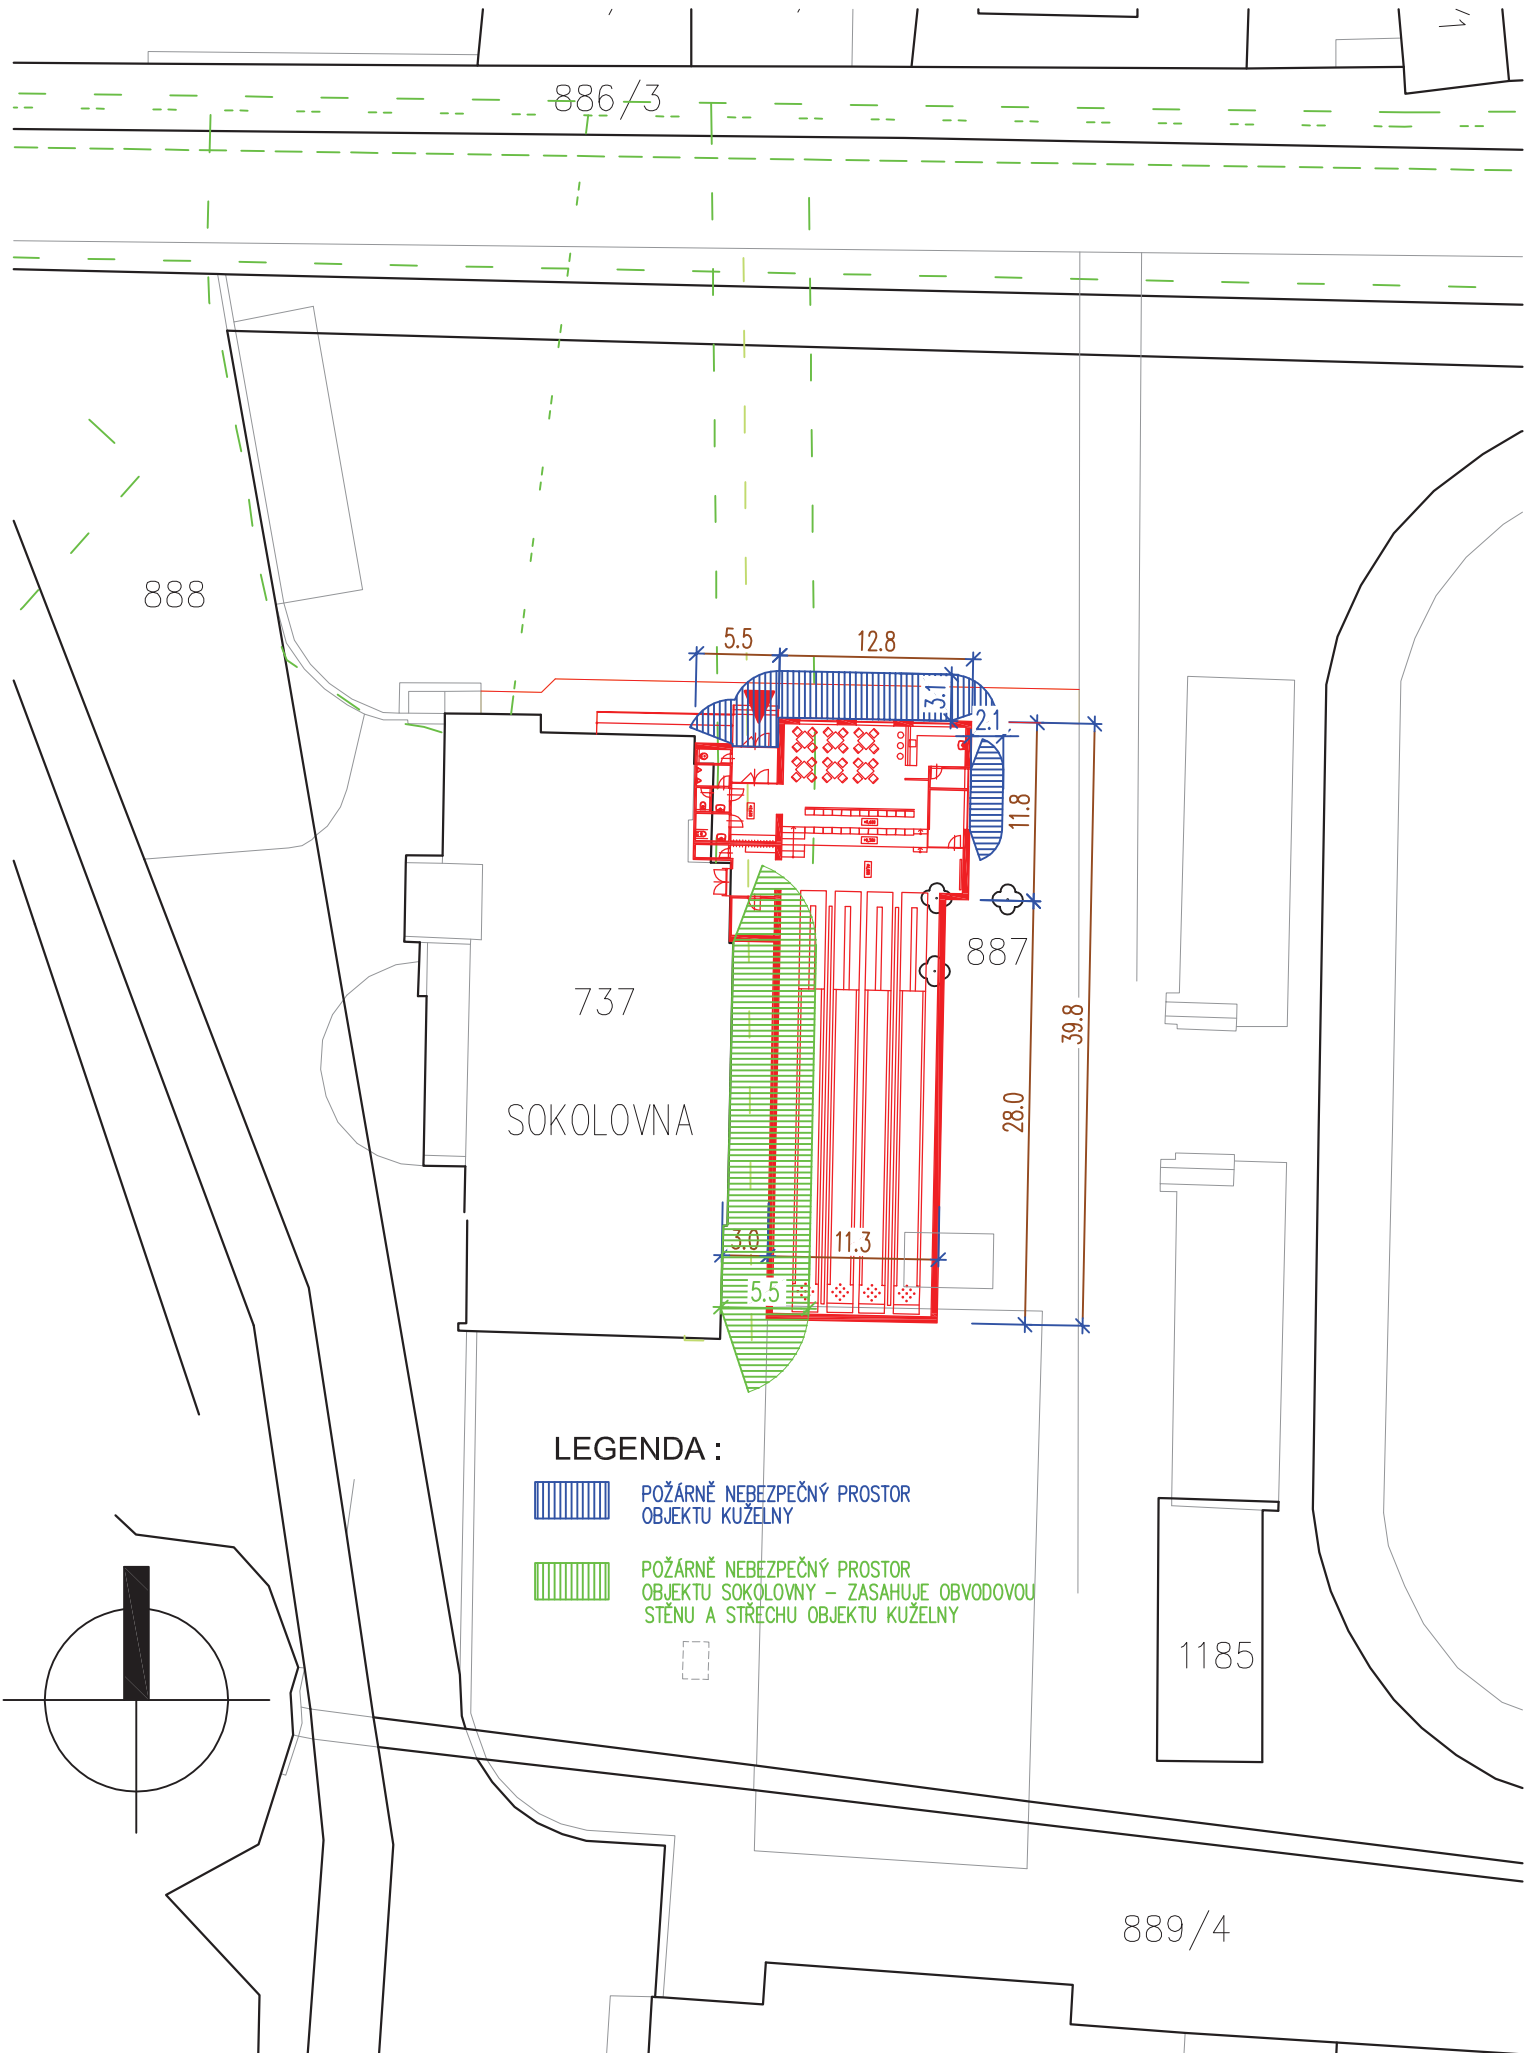 886/3
888
5.5
12.8
3.1
2.1
11.8
887
737
39.8
28.0
SOKOLOVNA
3.0
11.3
5.5
LEGENDA :
POŽÁRNĚ NEBEZPEČNÝ PROSTOR
OBJEKTU KUŽELNY
POŽÁRNĚ NEBEZPEČNÝ PROSTOR
OBJEKTU SOKOLOVNY – ZASAHUJE OBVODOVOU
STĚNU A STŘECHU OBJEKTU KUŽELNY
1185
889/4